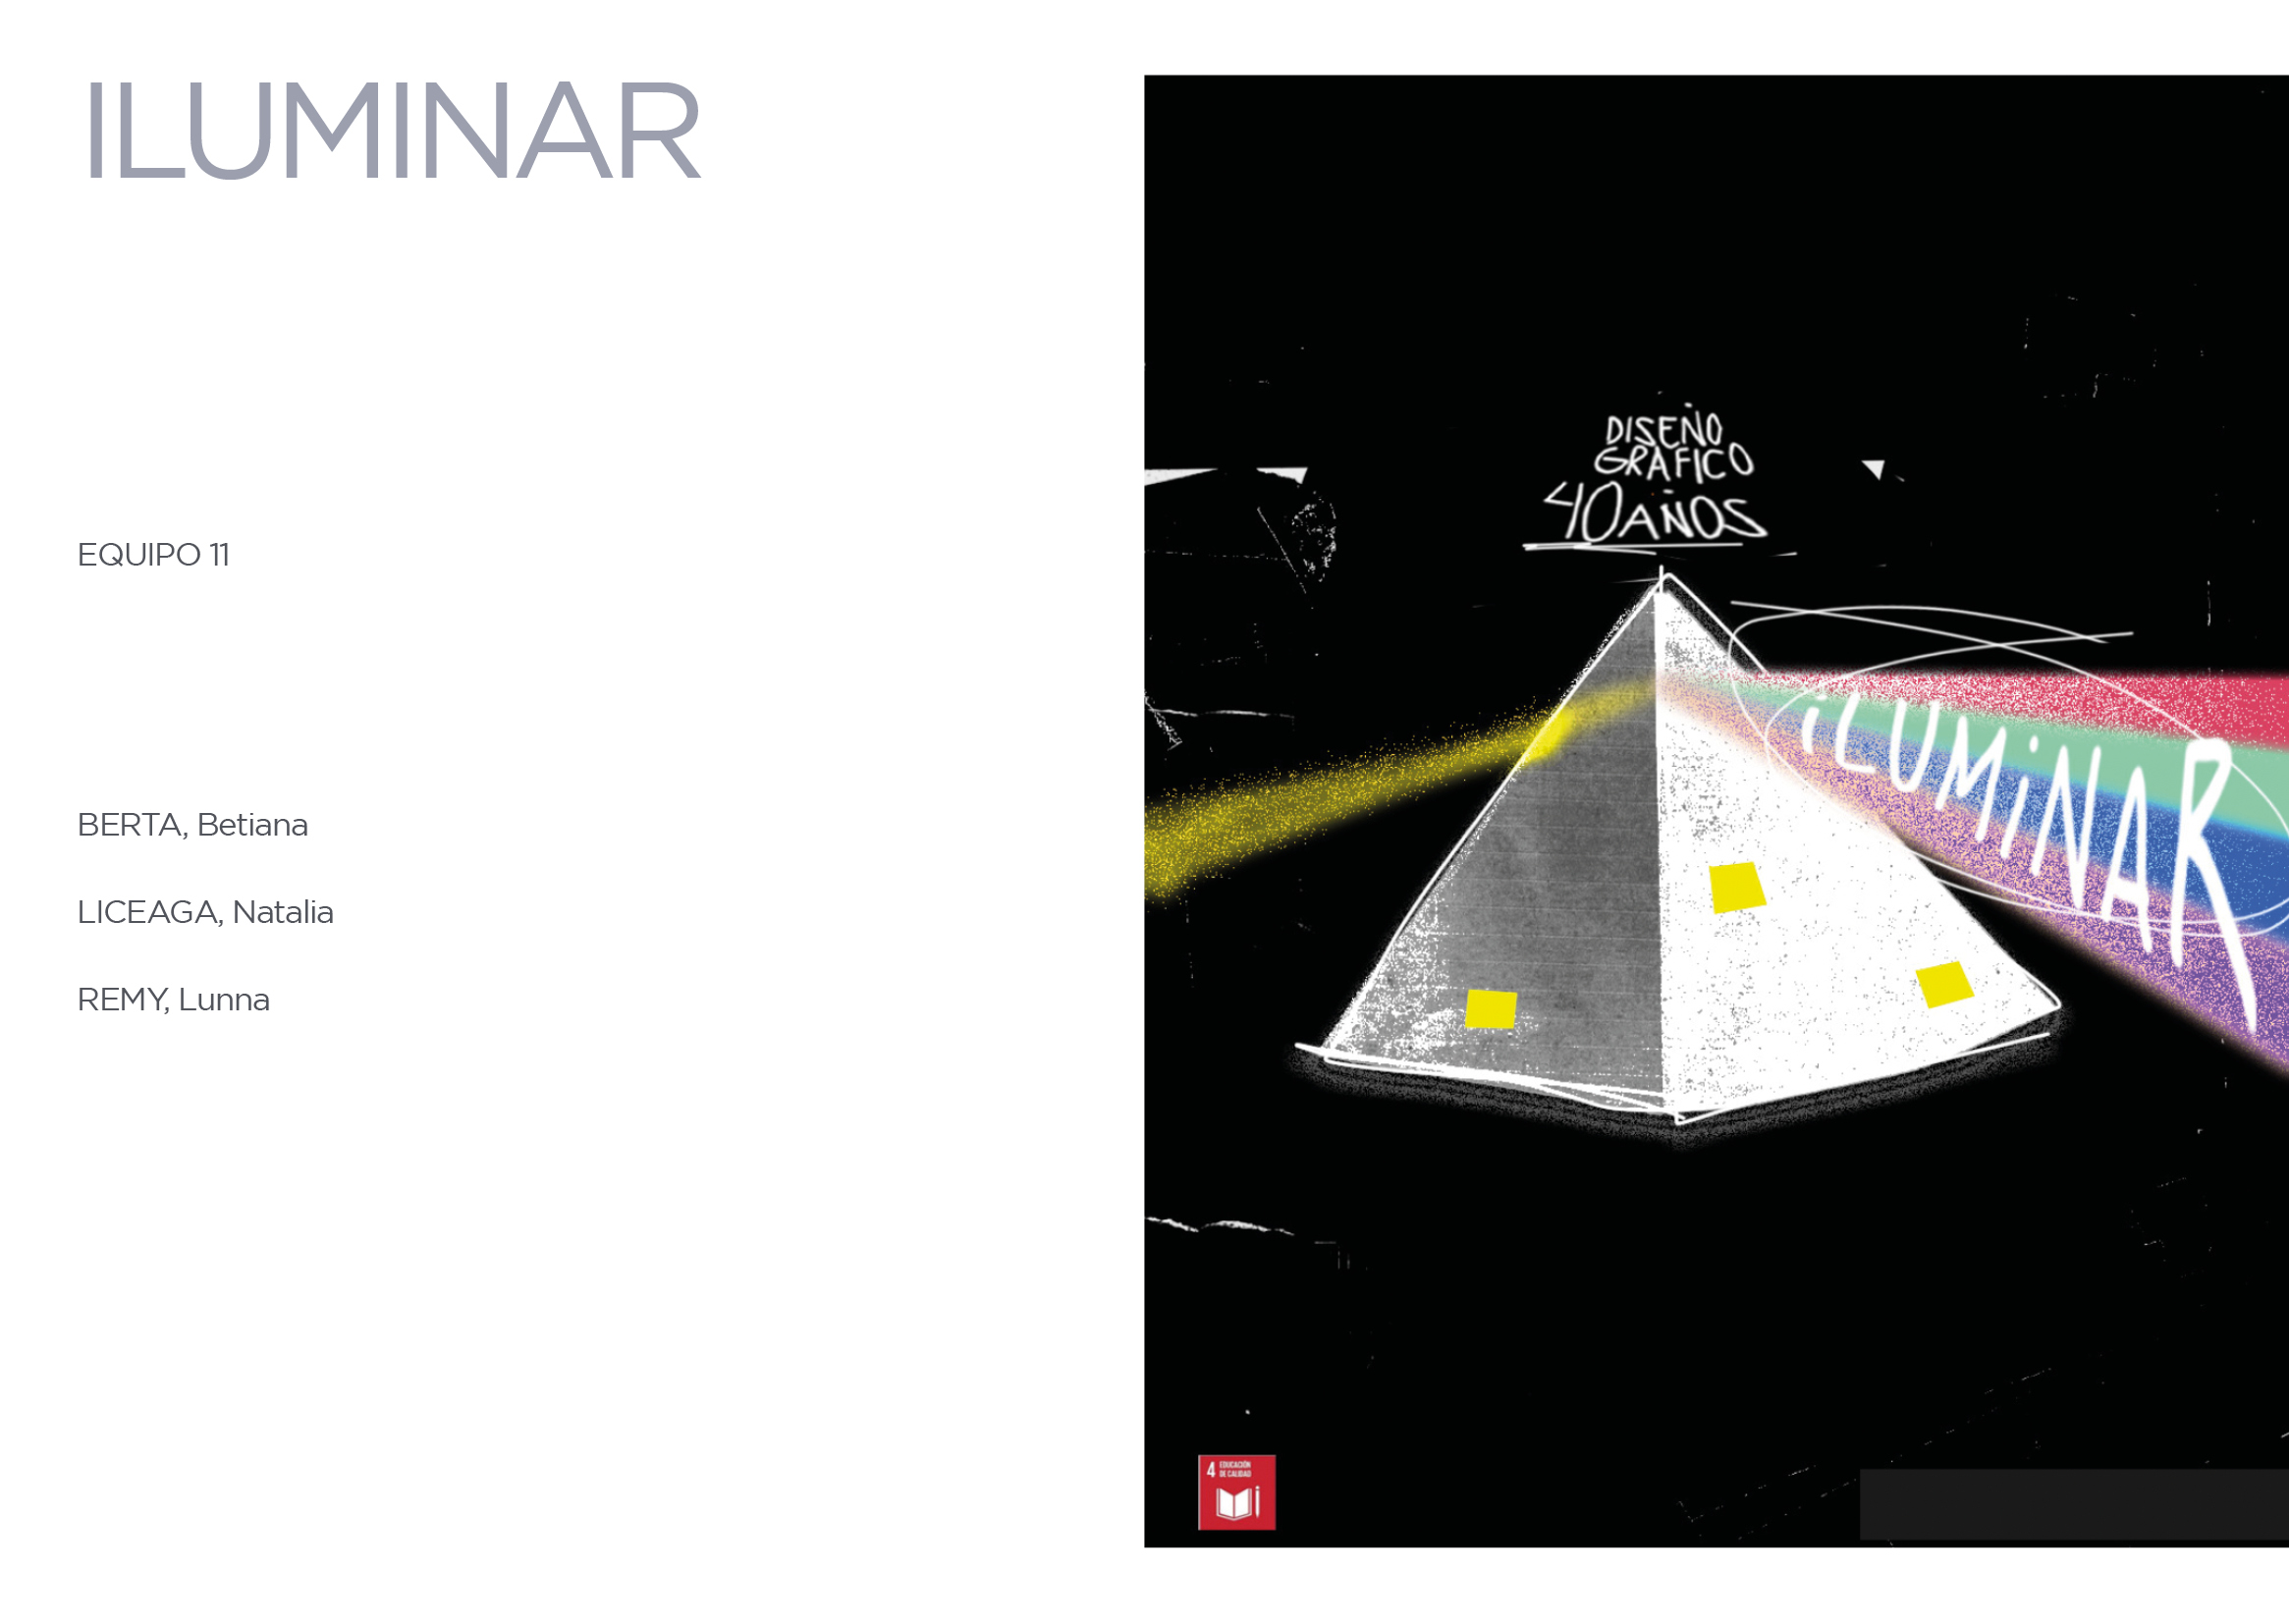 ILUMINAR
EQUIPO 11
BERTA, Betiana
LICEAGA, Natalia
REMY, Lunna
DISEÑO
GRAFICO
40 AÑOS
iLUMiNAR
4 EDUCACIÓN
DE CALIDAD